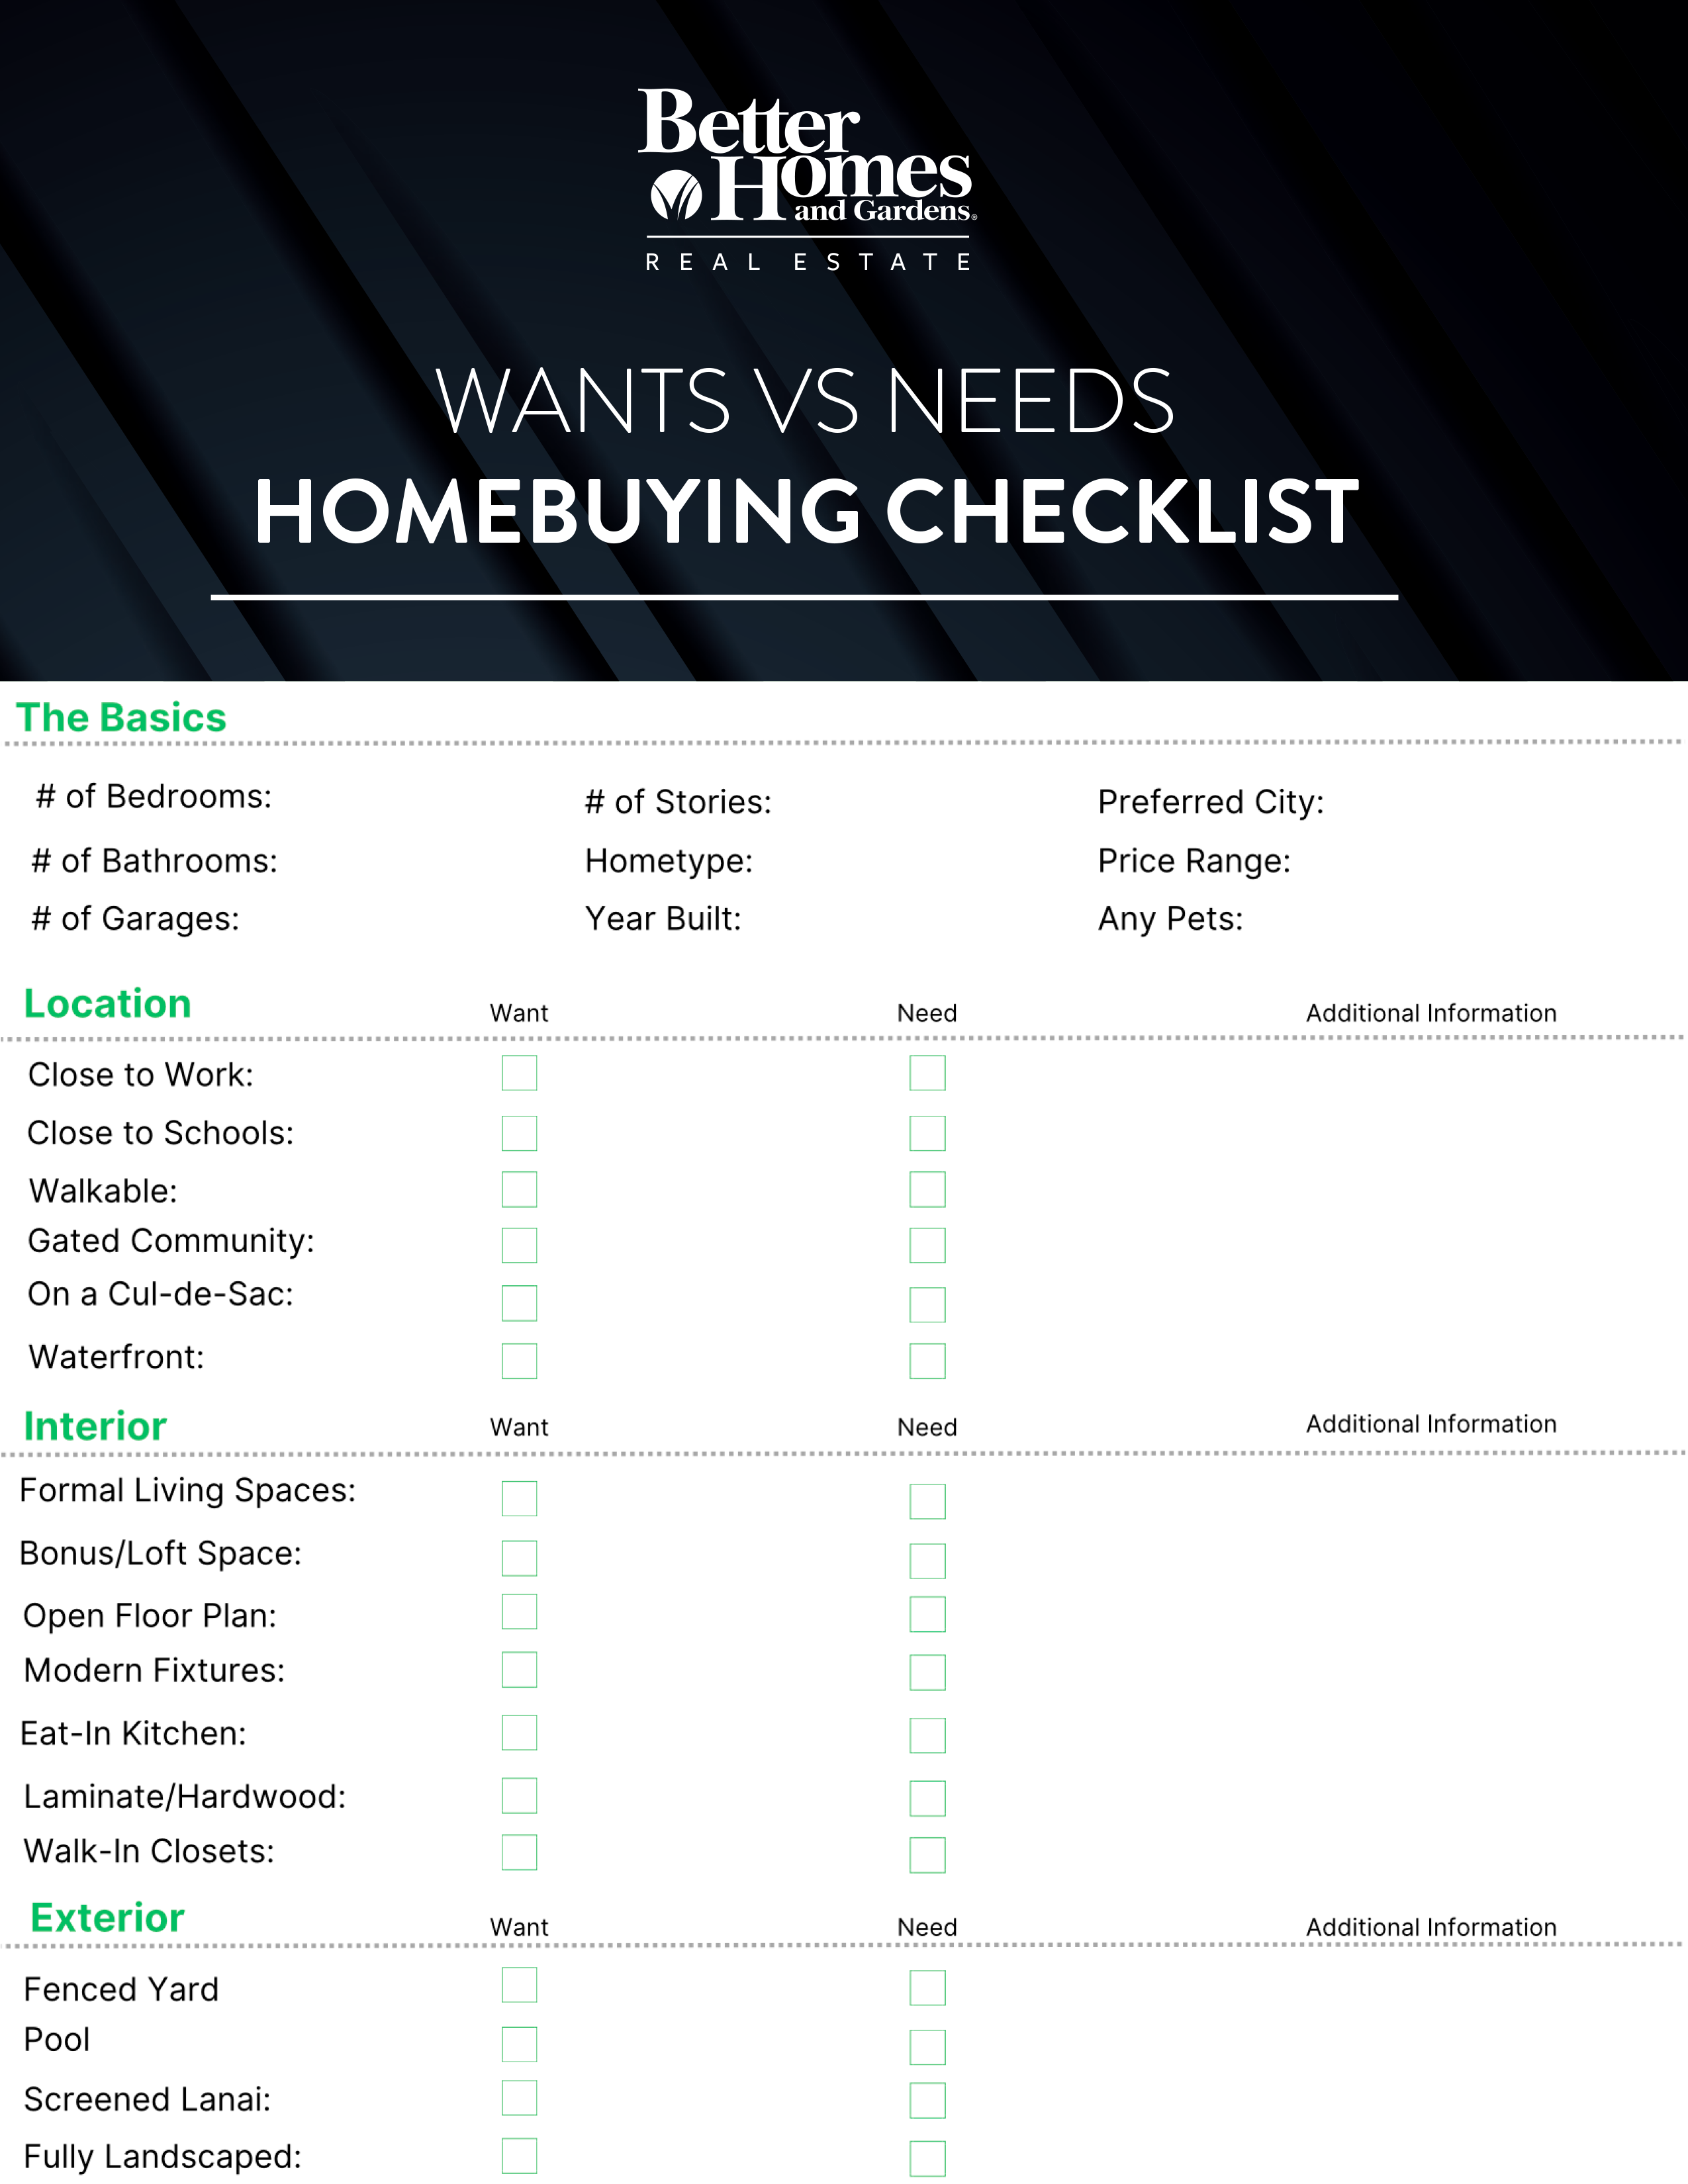 Better
Homes
and Gardens®
REAL ESTATE
WANTS VS NEEDS
HOMEBUYING CHECKLIST
The Basics
# of Bedrooms: # of Stories: Preferred City:
# of Bathrooms: Hometype: Price Range:
# of Garages: Year Built: Any Pets:
Location Want Need Additional Information
Close to Work:
Close to Schools:
Walkable:
Gated Community:
On a Cul-de-Sac:
Waterfront:
Interior Want Need Additional Information
Formal Living Spaces:
Bonus/Loft Space:
Open Floor Plan:
Modern Fixtures:
Eat-In Kitchen:
Laminate/Hardwood:
Walk-In Closets:
Exterior Want Need Additional Information
Fenced Yard
Pool
Screened Lanai:
Fully Landscaped: